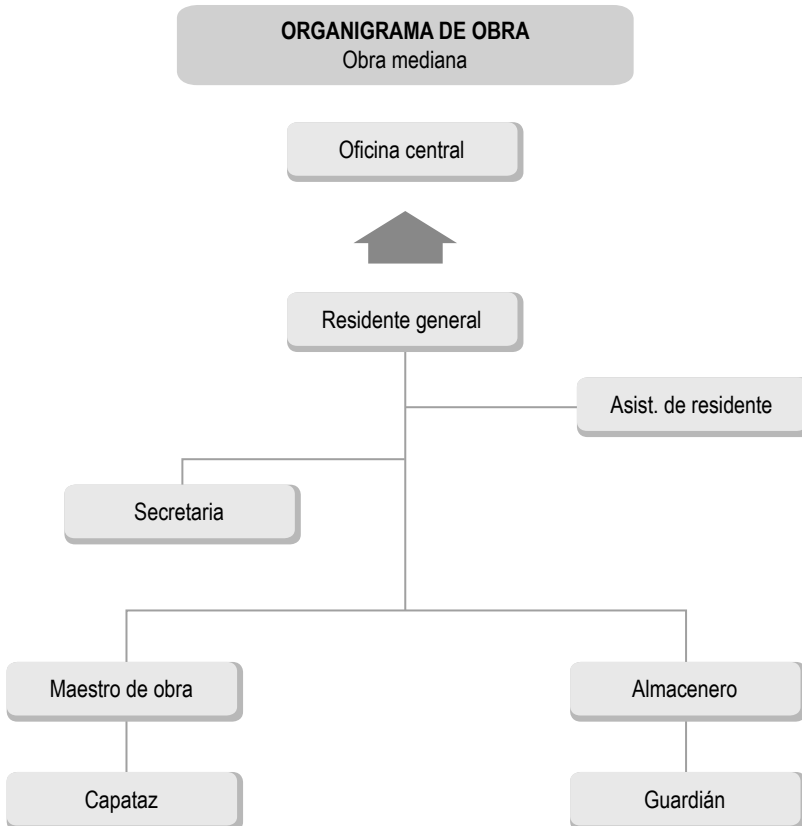 ORGANIGRAMA DE OBRA
Obra mediana
Oficina central
Residente general
Asist. de residente
Secretaria
Maestro de obra
Almacenero
Capataz
Guardián